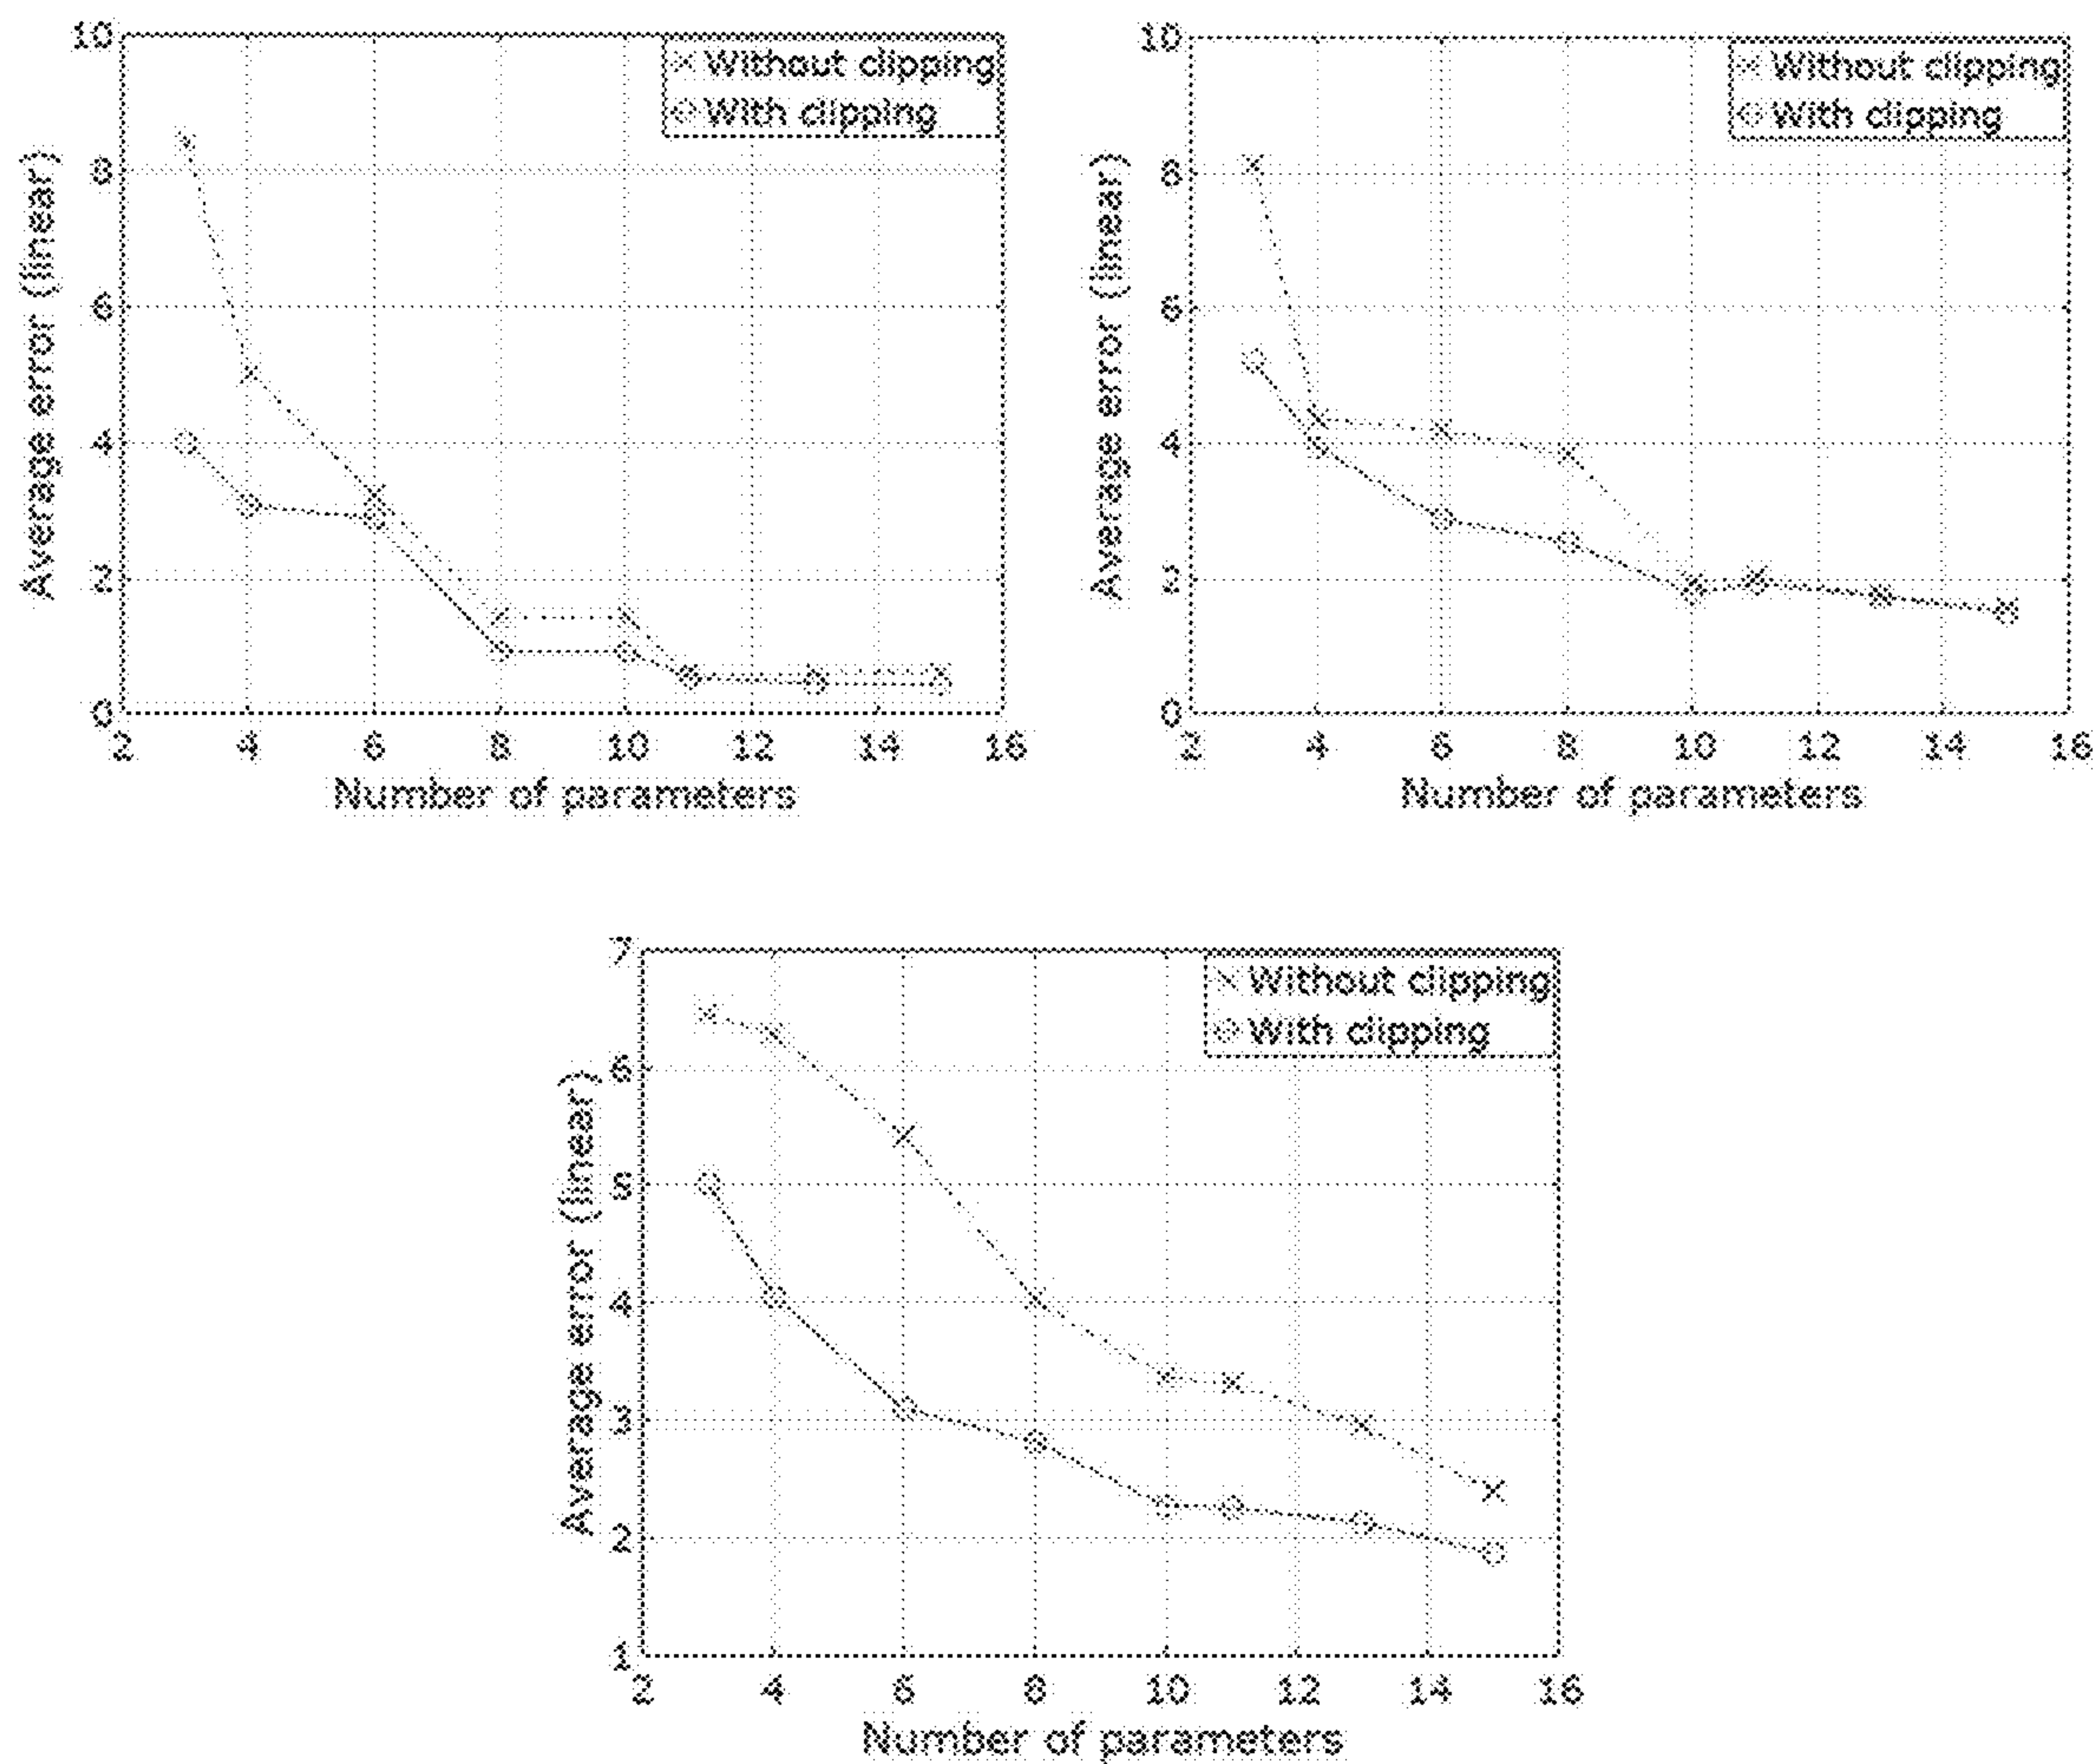 10
8
6
4
2
0
Average error (linear)
Without clipping
With clipping
2 4 6 8 10 12 14 16
Number of parameters
10
8
6
4
2
0
Average error (linear)
Without clipping
With clipping
2 4 6 8 10 12 14 16
Number of parameters
7
6
5
4
3
2
1
Average error (linear)
Without clipping
With clipping
2 4 6 8 10 12 14 16
Number of parameters